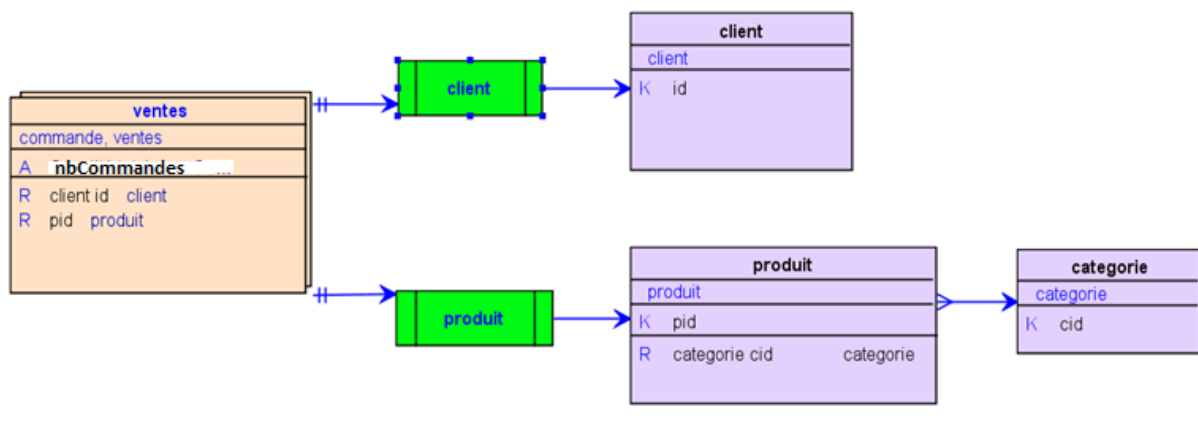 ventes
commande, ventes
A nbCommandes
R client id client
R pid produit
client
client
client
K id
produit
produit
produit
K pid
R categorie cid categorie
categorie
categorie
K cid